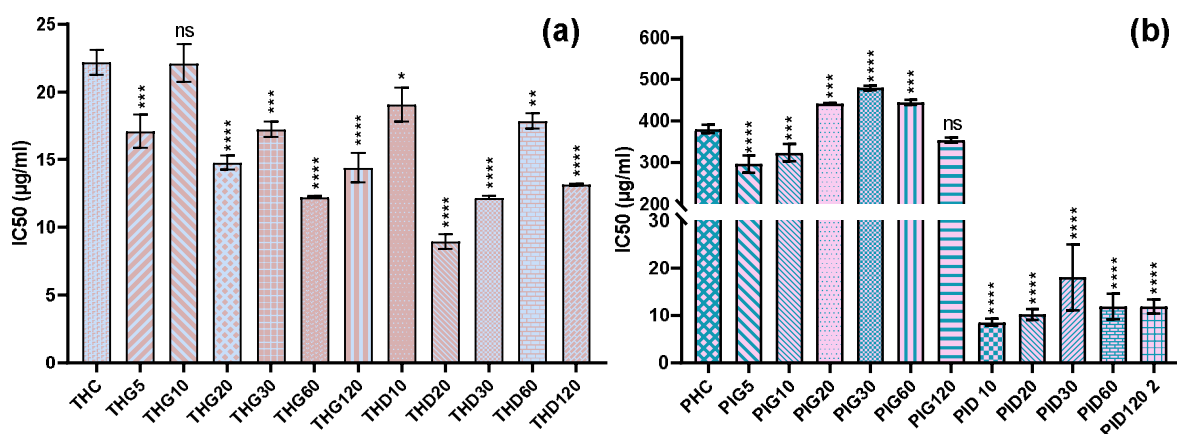 (a)
IC50 (µg/ml)
25
20
15
10
5
0
***
ns
****
***
****
****
*
****
****
**
****
THC
THG5
THG10
THG20
THG30
THG60
THG120
THD10
THD20
THD30
THD60
THD120
(b)
IC50 (µg/ml)
600
500
400
300
200
30
20
10
0
****
***
***
****
***
ns
****
****
****
****
****
PHC
PIG5
PIG10
PIG20
PIG30
PIG60
PIG120
PID 10
PID20
PID30
PID60
PID120 2